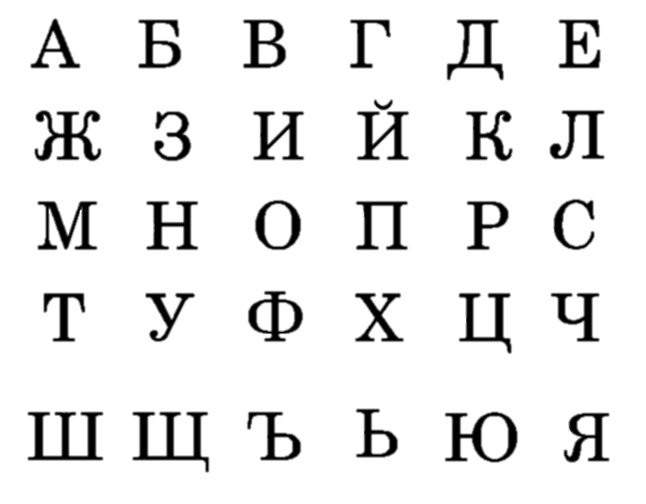 А Б В Г Д Е
Ж З И Й К Л
М Н О П Р С
Т У Ф Х Ц Ч
Ш Щ Ъ Ь Ю Я